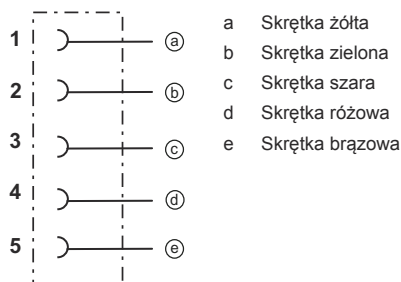 1 a
2 b
3 c
4 d
5 e
a Skrętka żółta
b Skrętka zielona
c Skrętka szara
d Skrętka różowa
e Skrętka brązowa